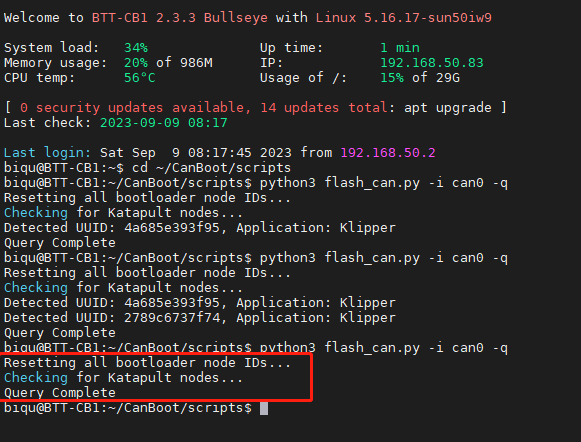 Welcome to BTT-CB1 2.3.3 Bullseye with Linux 5.16.17-sun50iw9
System load: 34% Up time: 1 min
Memory usage: 20% of 986M IP: 192.168.50.83
CPU temp: 56°C Usage of /: 15% of 29G
[ 0 security updates available, 14 updates total: apt upgrade ]
Last check: 2023-09-09 08:17
Last login: Sat Sep 9 08:17:45 2023 from 192.168.50.2
biqu@BTT-CB1:~$ cd ~/CanBoot/scripts
biqu@BTT-CB1:~/CanBoot/scripts$ python3 flash_can.py -i can0 -q
Resetting all bootloader node IDs...
Checking for Katapult nodes...
Detected UUID: 4a685e393f95, Application: Klipper
Query Complete
biqu@BTT-CB1:~/CanBoot/scripts$ python3 flash_can.py -i can0 -q
Resetting all bootloader node IDs...
Checking for Katapult nodes...
Detected UUID: 4a685e393f95, Application: Klipper
Detected UUID: 2789c6737f74, Application: Klipper
Query Complete
biqu@BTT-CB1:~/CanBoot/scripts$ python3 flash_can.py -i can0 -q
Resetting all bootloader node IDs...
Checking for Katapult nodes...
Query Complete
biqu@BTT-CB1:~/CanBoot/scripts$